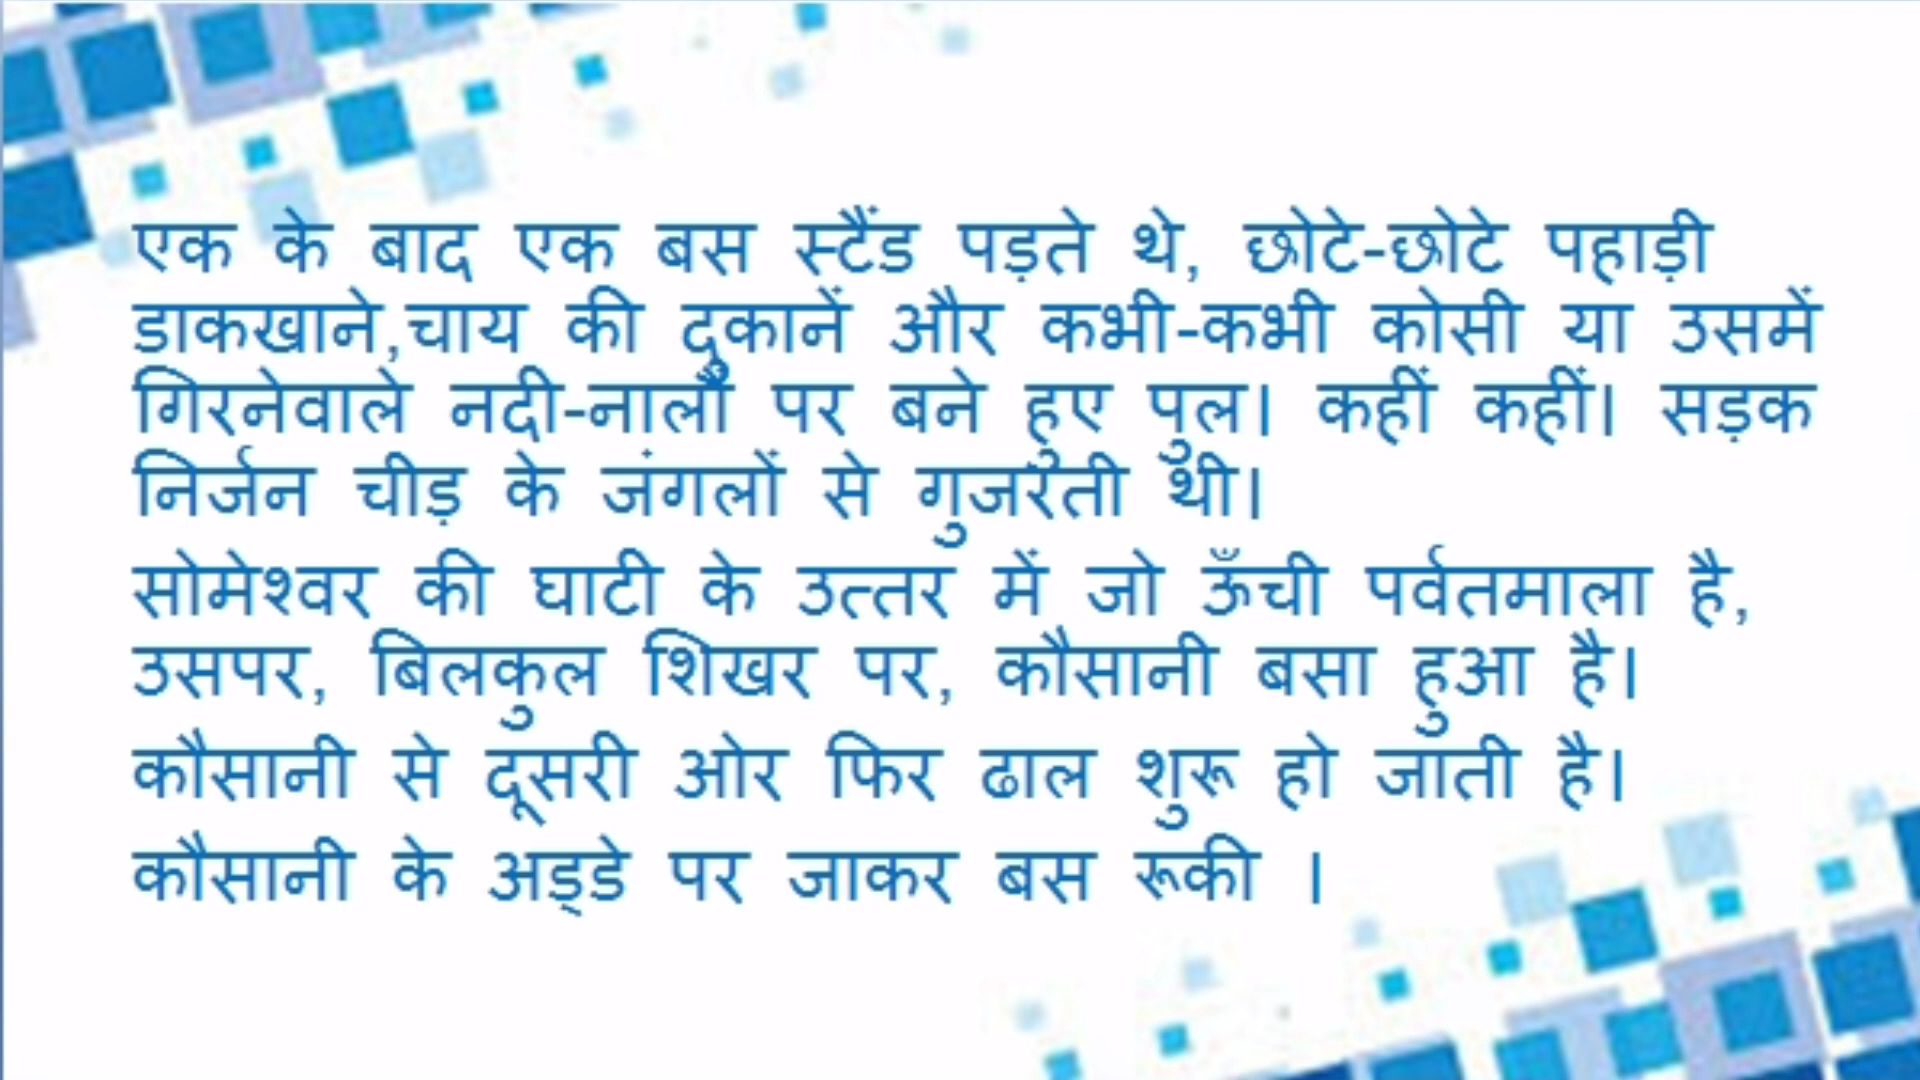 एक के बाद एक बस स्टैंड पड़ते थे, छोटे-छोटे पहाड़ी
डाकखाने,चाय की दुकानें और कभी-कभी कोसी या उसमें
गिरनेवाले नदी-नालों पर बने हुए पुल। कहीं कहीं। सड़क
निर्जन चीड़ के जंगलों से गुजरती थी।
सोमेश्वर की घाटी के उत्तर में जो ऊँची पर्वतमाला है,
उसपर, बिलकुल शिखर पर, कौसानी बसा हुआ है।
कौसानी से दूसरी ओर फिर ढाल शुरू हो जाती है।
कौसानी के अड्डे पर जाकर बस रूकी ।